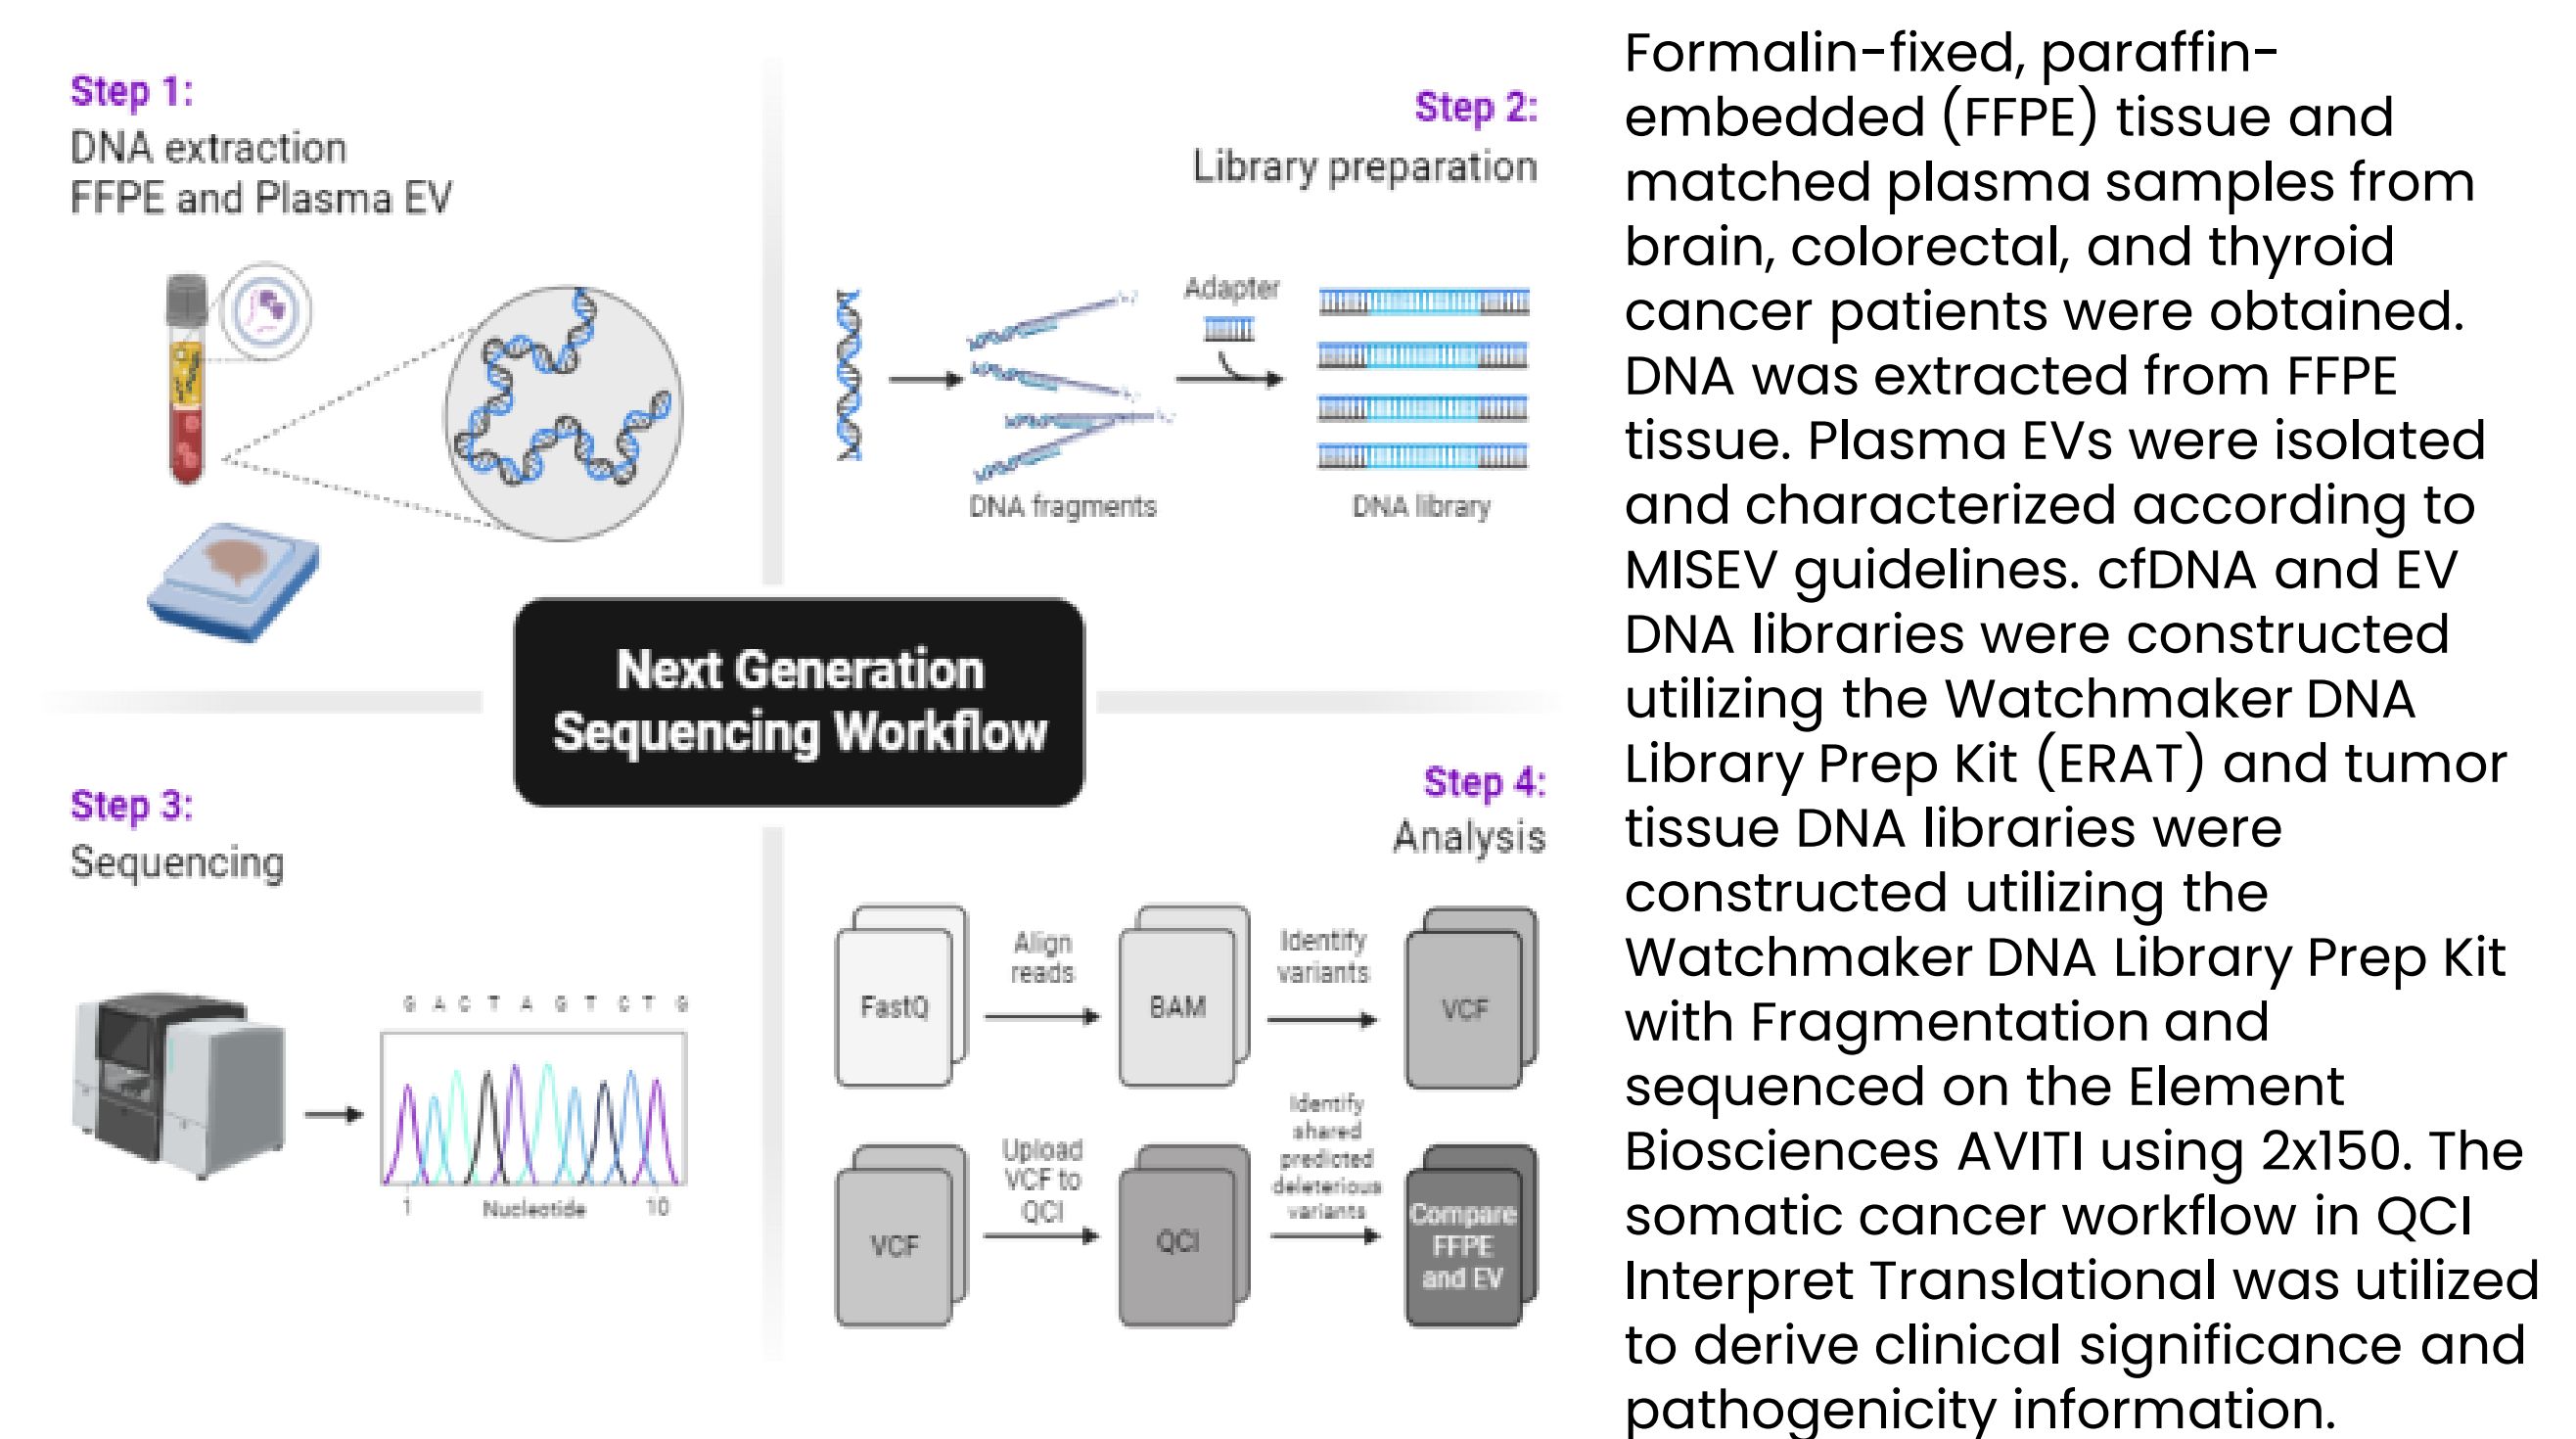 Step 1:
DNA extraction
FFPE and Plasma EV
Step 2:
Library preparation
Adapter
DNA fragments
DNA library
Next Generation
Sequencing Workflow
Step 3:
Sequencing
G A C T A G T C T G
1
Nucleotide
10
Step 4:
Analysis
FastQ
Align
reads
BAM
Identify
variants
VCF
VCF
Upload
VCF to
QCI
QCI
Identify
shared
predicted
deleterious
variants
Compare
FFPE
and EV
Formalin-fixed, paraffin-
embedded (FFPE) tissue and
matched plasma samples from
brain, colorectal, and thyroid
cancer patients were obtained.
DNA was extracted from FFPE
tissue. Plasma EVs were isolated
and characterized according to
MISEV guidelines. cfDNA and EV
DNA libraries were constructed
utilizing the Watchmaker DNA
Library Prep Kit (ERAT) and tumor
tissue DNA libraries were
constructed utilizing the
Watchmaker DNA Library Prep Kit
with Fragmentation and
sequenced on the Element
Biosciences AVITI using 2x150. The
somatic cancer workflow in QCI
Interpret Translational was utilized
to derive clinical significance and
pathogenicity information.